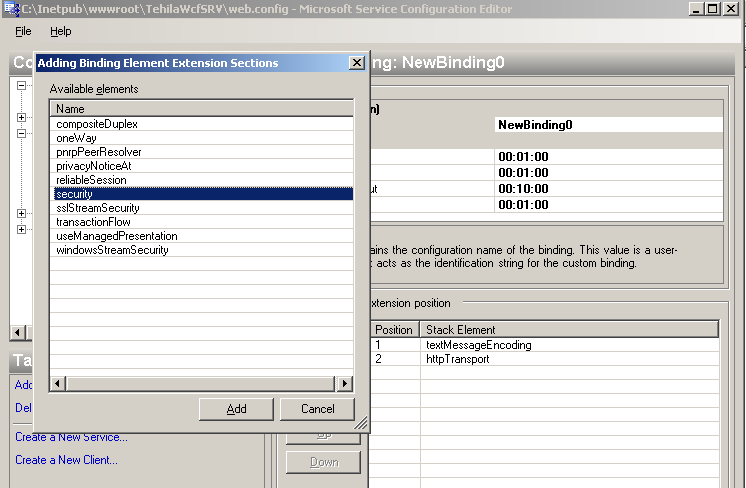 C:\Inetpub\wwwroot\TehilaWcfSRV\web.config - Microsoft Service Configuration Editor
File Help
Co
ng: NewBinding0
Adding Binding Element Extension Sections
Available elements
Name
compositeDuplex
oneWay
pnrpPeerResolver
privacyNoticeAt
reliableSession
security
sslStreamSecurity
transactionFlow
useManagedPresentation
windowsStreamSecurity
Add Cancel
n)
NewBinding0
00:01:00
00:01:00
ut 00:10:00
00:01:00
ains the configuration name of the binding. This value is a user-
acts as the identification string for the custom binding.
xtension position
Position Stack Element
1 textMessageEncoding
2 httpTransport
Ta
Add
Del
Create a New Service...
Create a New Client...
Up
Down